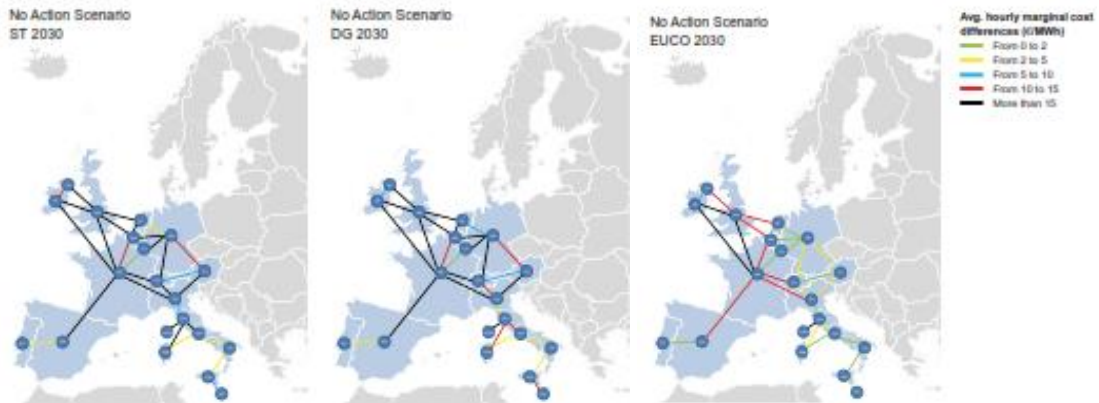 No Action Scenario
ST 2030
No Action Scenario
DG 2030
No Action Scenario
EUCO 2030
Avg. hourly marginal cost
differences (€/MWh)
From 0 to 2
From 2 to 5
From 5 to 10
From 10 to 15
More than 15